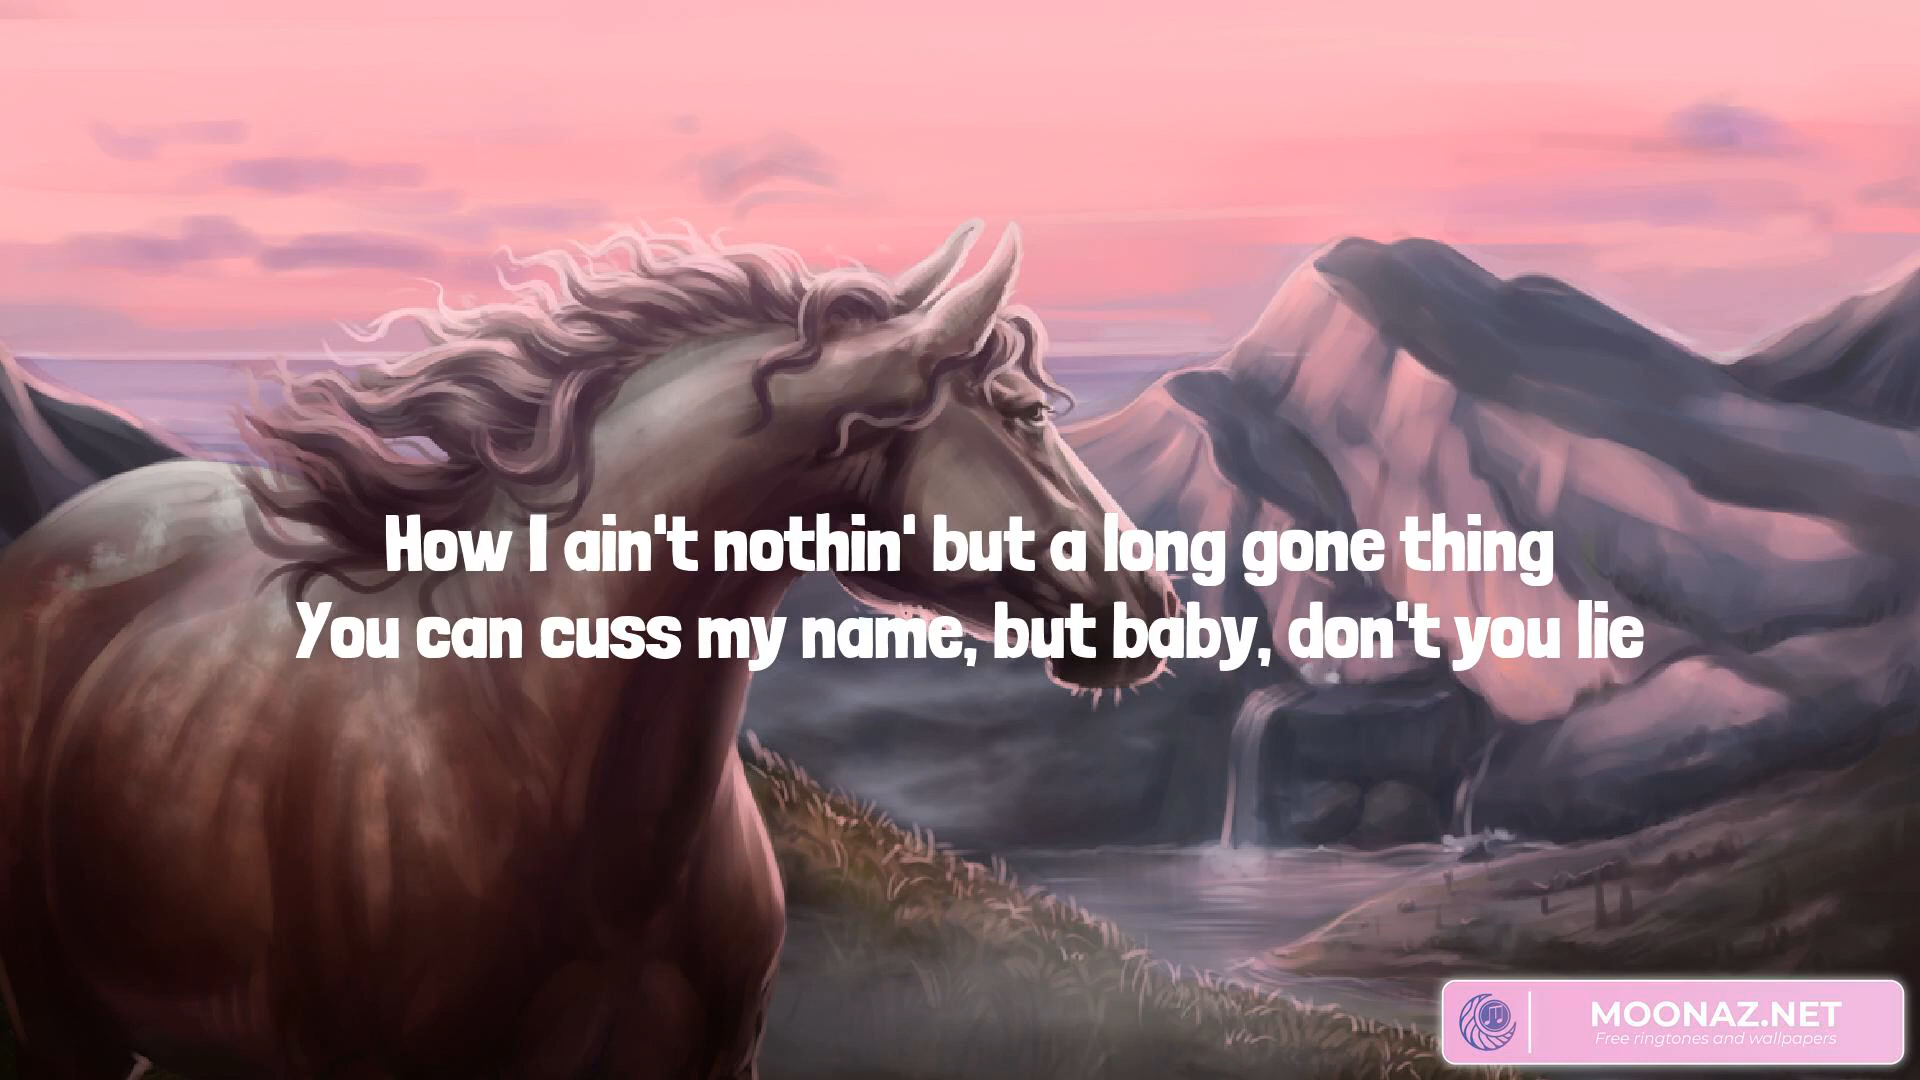 How I ain't nothin' but a long gone thing
You can cuss my name, but baby, don't you lie
MOONAZ.NET
Free ringtones and wallpapers